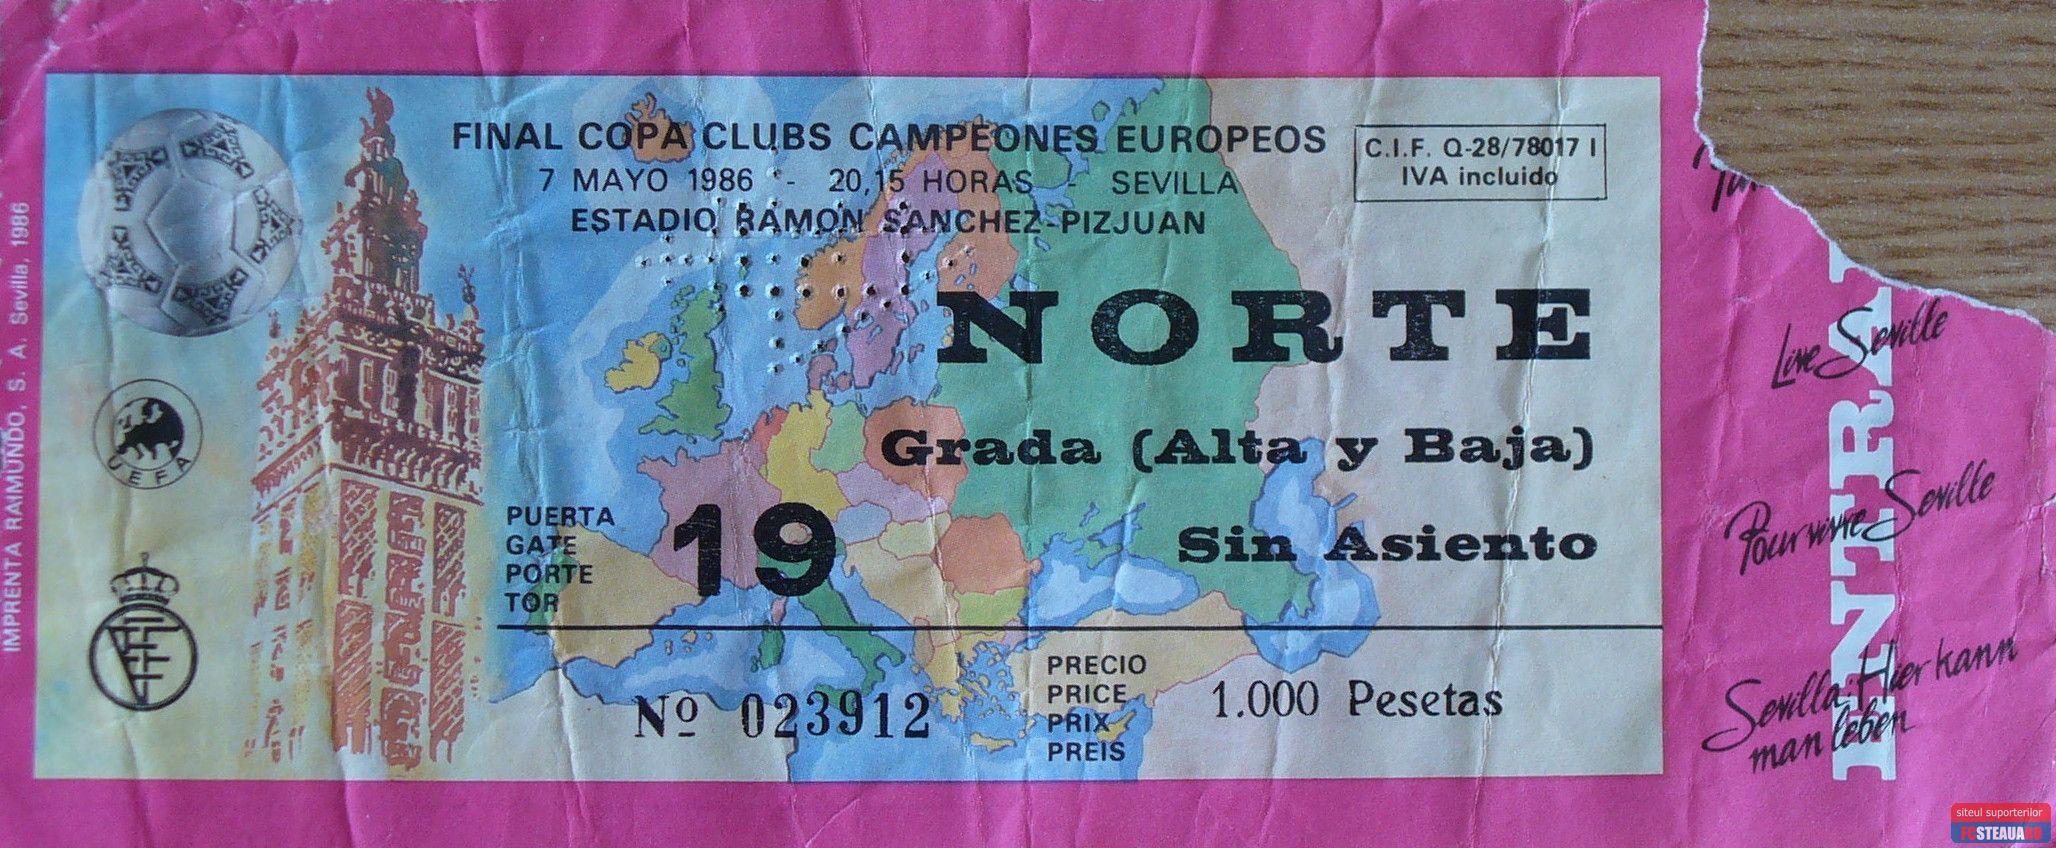 FINAL COPA CLUBS CAMPEONES EUROPEOS
7 MAYO 1986 - 20,15 HORAS - SEVILLA
ESTADIO RAMON SANCHEZ-PIZJUAN
C.I.F. Q-28/78017 I
IVA incluido
NORTE
Grada (Alta y Baja)
Sin Asiento
PUERTA
GATE
PORTE
TOR
19
Nº 023912
PRECIO
PRICE
PRIX
PREIS
1.000 Pesetas
UEFA
IMPRENTA RAIMUNDO, S. A. Sevilla, 1986
Live Seville
Pour vivre Seville
Sevilla: Hier kann
man leben
siteul suporterilor
FCSTEAUA.RO